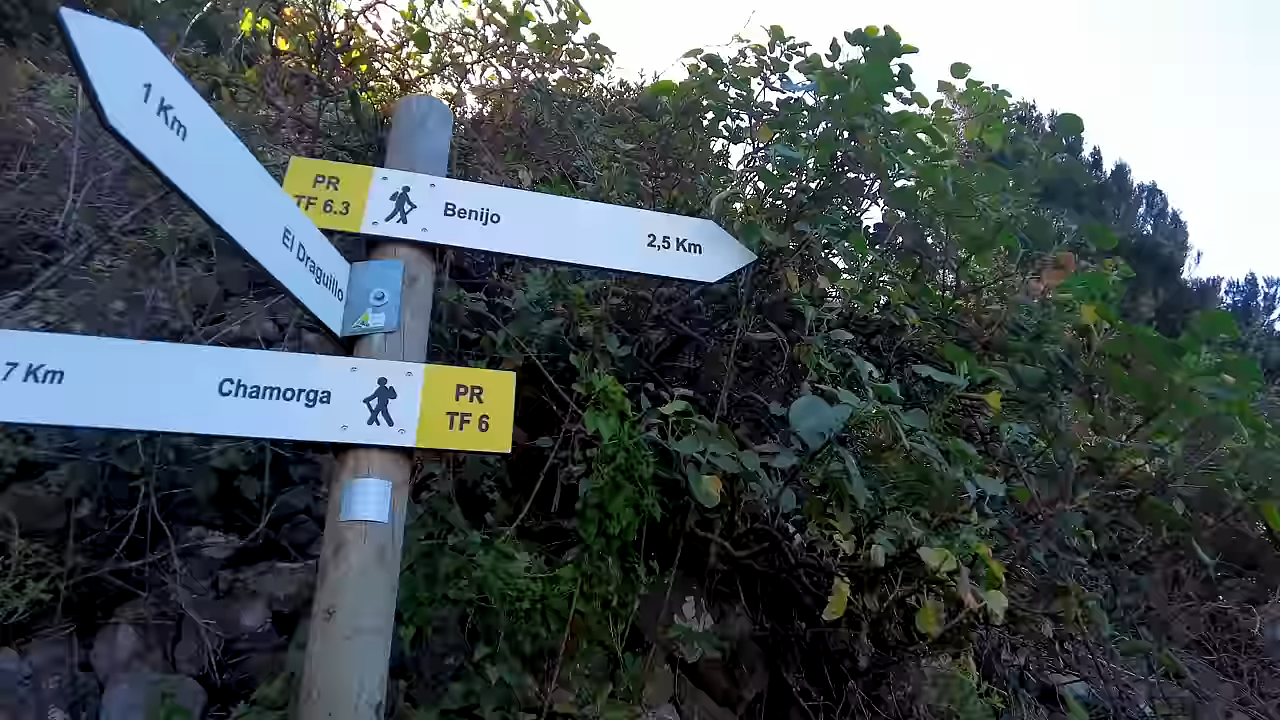 1 Km
El Draguillo
PR
TF 6.3
Benijo
2,5 Km
7 Km
Chamorga
PR
TF 6